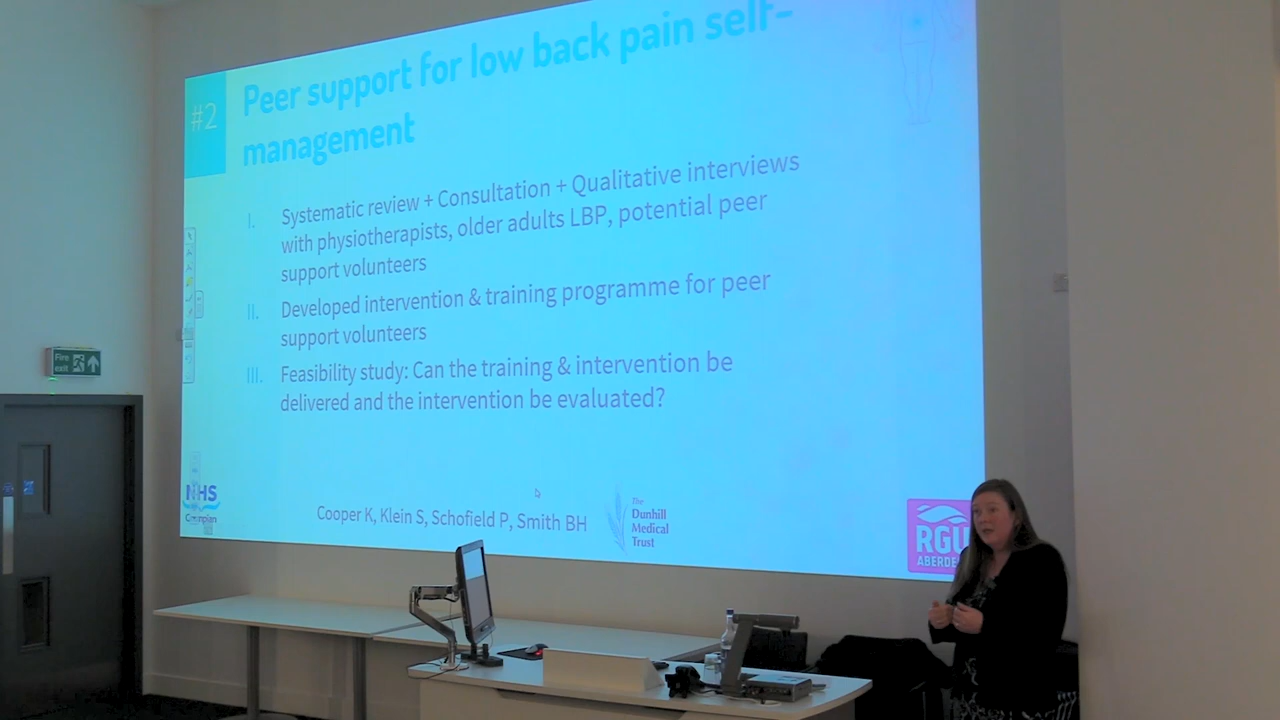 #2
Peer support for low back pain self-
management
I. Systematic review + Consultation + Qualitative interviews
with physiotherapists, older adults LBP, potential peer
support volunteers
II. Developed intervention & training programme for peer
support volunteers
III. Feasibility study: Can the training & intervention be
delivered and the intervention be evaluated?
Fire
exit
NHS
Grampian
Cooper K, Klein S, Schofield P, Smith BH
The
Dunhill
Medical
Trust
RGU
ABERDE